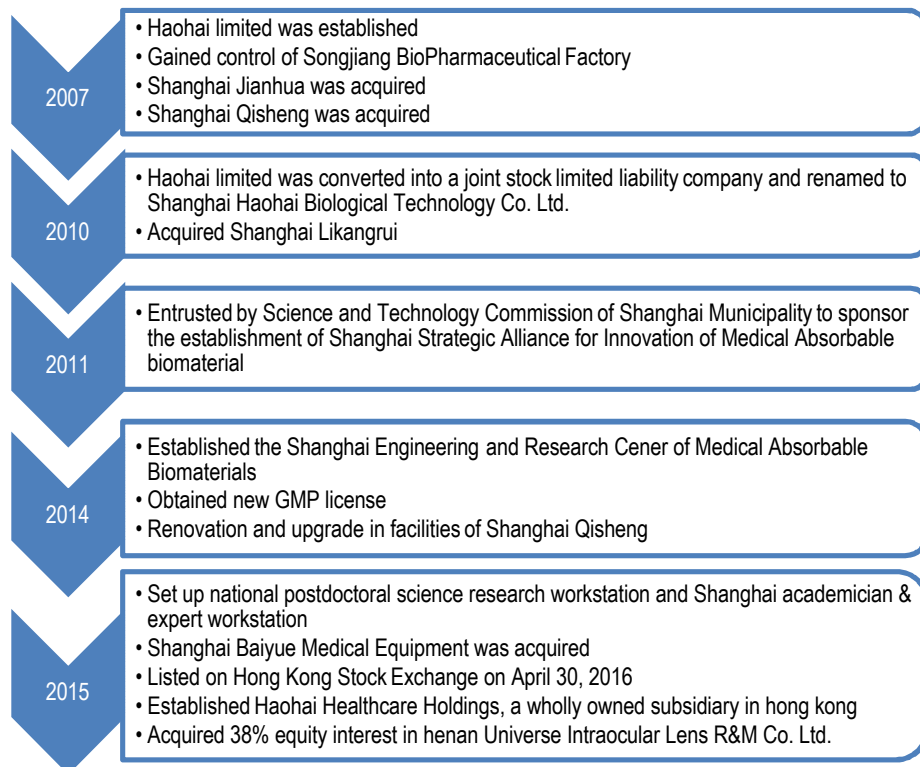 2007
• Haohai limited was established
• Gained control of Songjiang BioPharmaceutical Factory
• Shanghai Jianhua was acquired
• Shanghai Qisheng was acquired
2010
• Haohai limited was converted into a joint stock limited liability company and renamed to
Shanghai Haohai Biological Technology Co. Ltd.
• Acquired Shanghai Likangrui
2011
• Entrusted by Science and Technology Commission of Shanghai Municipality to sponsor
the establishment of Shanghai Strategic Alliance for Innovation of Medical Absorbable
biomaterial
2014
• Established the Shanghai Engineering and Research Cener of Medical Absorbable
Biomaterials
• Obtained new GMP license
• Renovation and upgrade in facilities of Shanghai Qisheng
2015
• Set up national postdoctoral science research workstation and Shanghai academician &
expert workstation
• Shanghai Baiyue Medical Equipment was acquired
• Listed on Hong Kong Stock Exchange on April 30, 2016
• Established Haohai Healthcare Holdings, a wholly owned subsidiary in hong kong
• Acquired 38% equity interest in henan Universe Intraocular Lens R&M Co. Ltd.